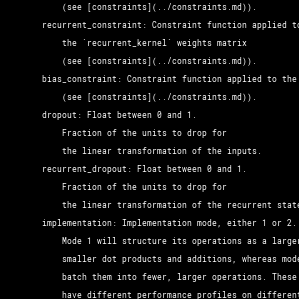 (see [constraints](../constraints.md)).
recurrent_constraint: Constraint function applied to
the `recurrent_kernel` weights matrix
(see [constraints](../constraints.md)).
bias_constraint: Constraint function applied to the
(see [constraints](../constraints.md)).
dropout: Float between 0 and 1.
Fraction of the units to drop for
the linear transformation of the inputs.
recurrent_dropout: Float between 0 and 1.
Fraction of the units to drop for
the linear transformation of the recurrent state
implementation: Implementation mode, either 1 or 2.
Mode 1 will structure its operations as a larger
smaller dot products and additions, whereas mode
batch them into fewer, larger operations. These
have different performance profiles on different